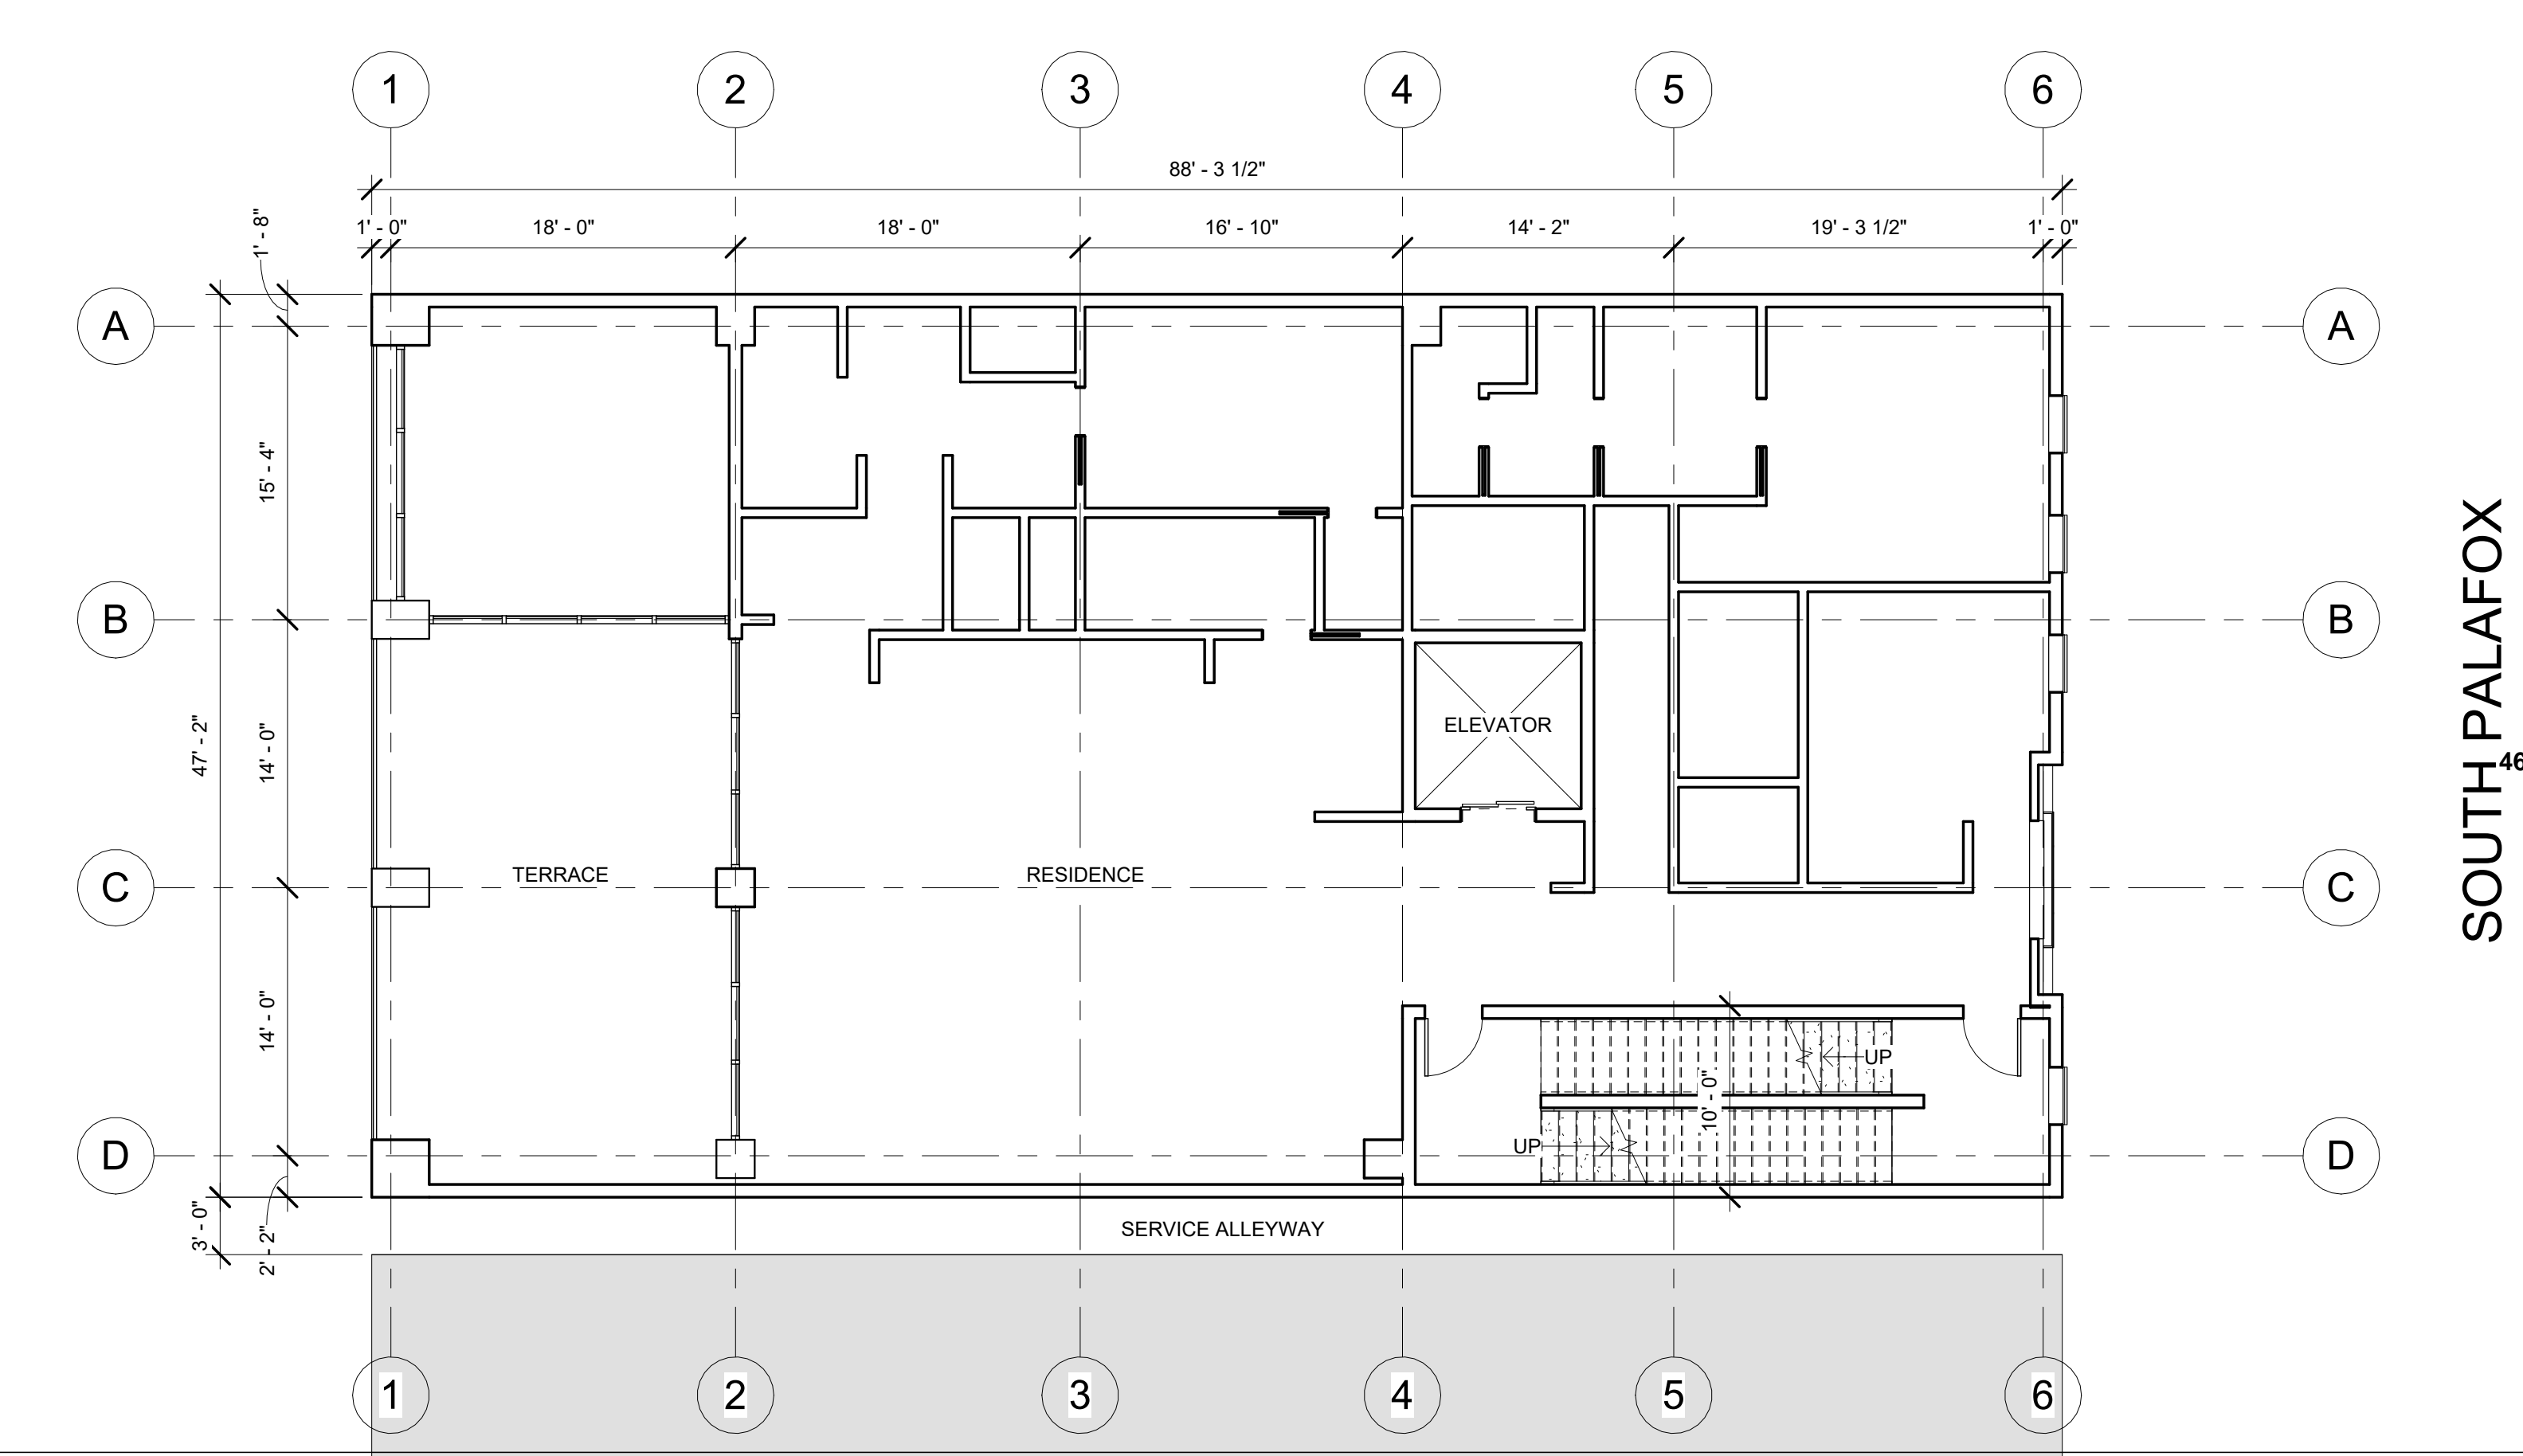 1 2 3 4 5 6
88' - 3 1/2"
1' - 0" 18' - 0" 18' - 0" 16' - 10" 14' - 2" 19' - 3 1/2" 1' - 0"
1' - 8"
A A
15' - 4"
B B
SOUTH PALAFOX
46
47' - 2"
14' - 0"
ELEVATOR
TERRACE
RESIDENCE
C C
14' - 0"
UP
10' - 0"
UP
D D
3' - 0"
2' - 2"
SERVICE ALLEYWAY
1 2 3 4 5 6